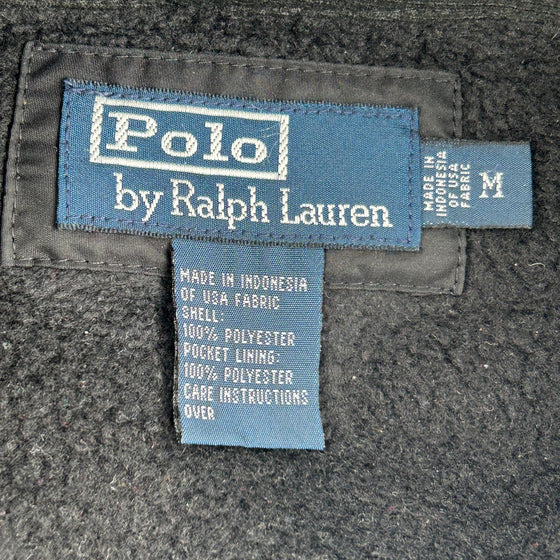 Polo
by Ralph Lauren
MADE IN
INDONESIA
OF USA
FABRIC
M
MADE IN INDONESIA
OF USA FABRIC
SHELL:
100% POLYESTER
POCKET LINING:
100% POLYESTER
CARE INSTRUCTIONS
OVER